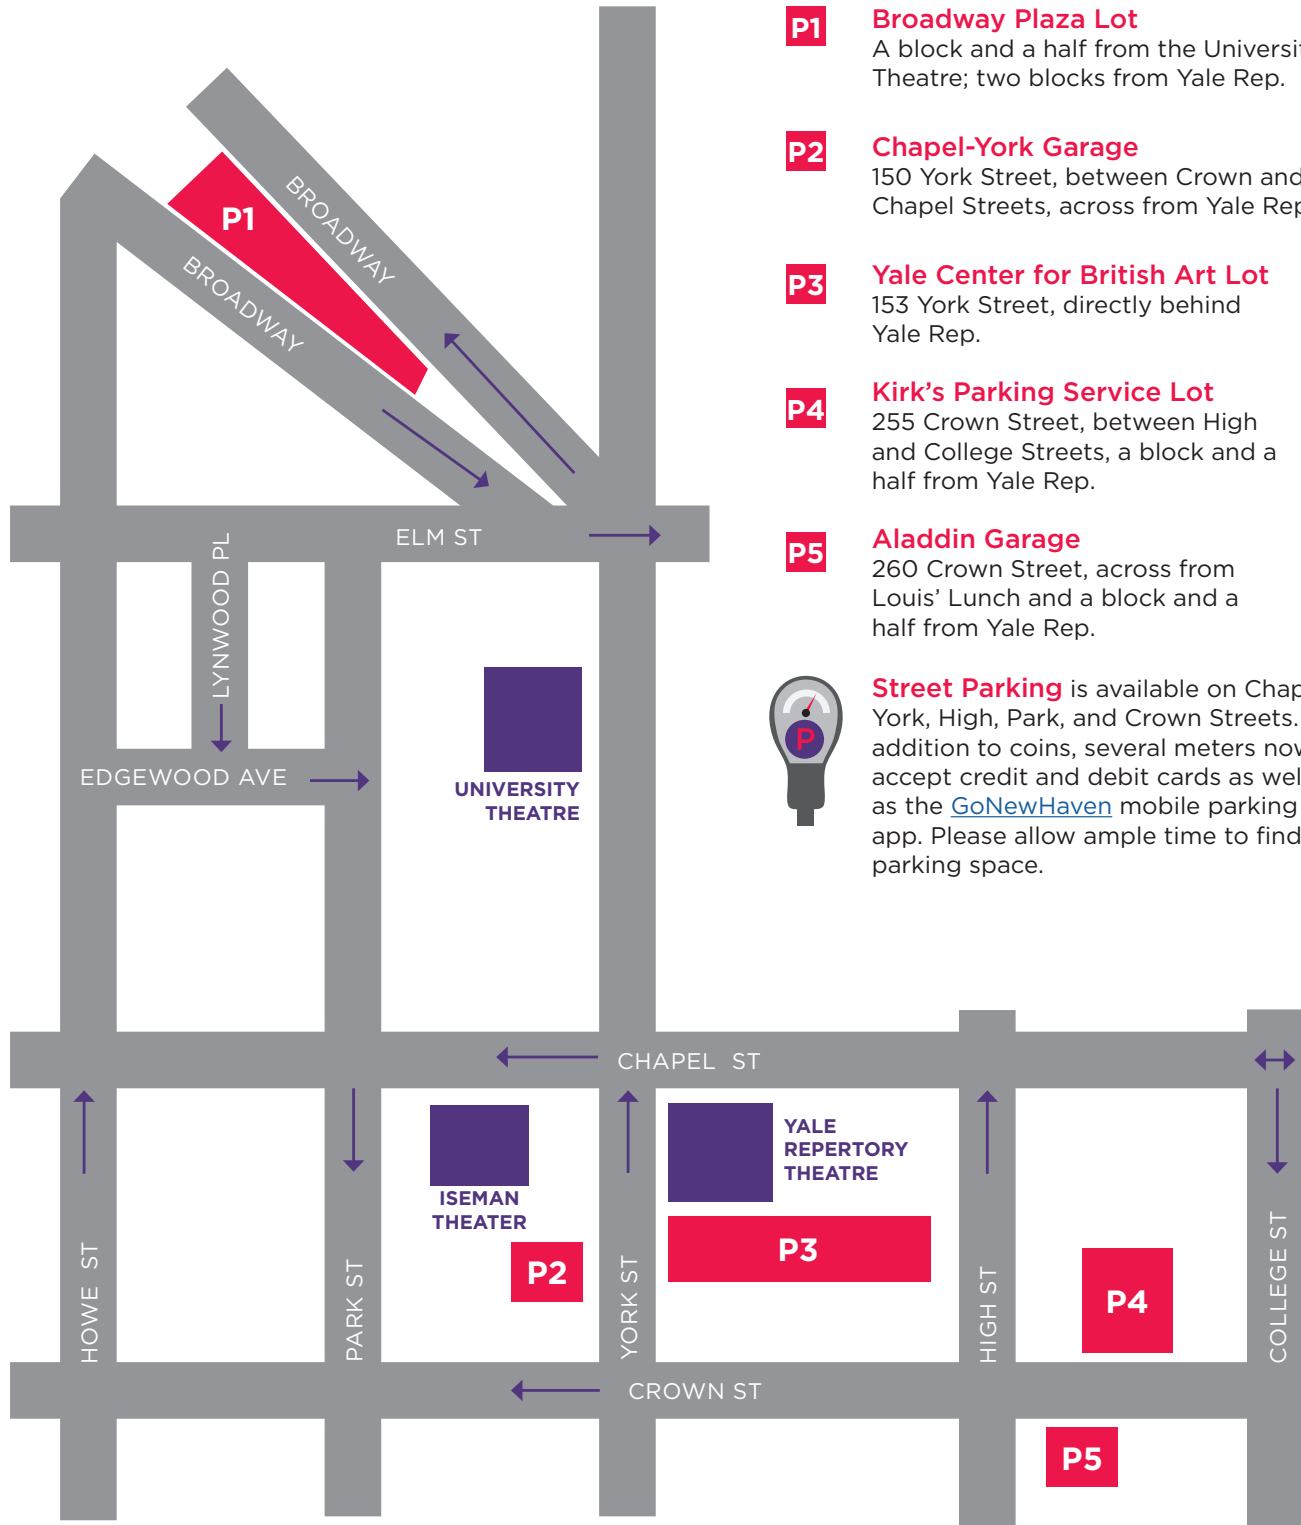 P1
Broadway Plaza Lot
A block and a half from the Universi
Theatre; two blocks from Yale Rep.
P2
Chapel-York Garage
150 York Street, between Crown and
Chapel Streets, across from Yale Rep
P3
Yale Center for British Art Lot
153 York Street, directly behind
Yale Rep.
P4
Kirk’s Parking Service Lot
255 Crown Street, between High
and College Streets, a block and a
half from Yale Rep.
P5
Aladdin Garage
260 Crown Street, across from
Louis’ Lunch and a block and a
half from Yale Rep.
P
Street Parking is available on Chap
York, High, Park, and Crown Streets.
addition to coins, several meters now
accept credit and debit cards as wel
as the GoNewHaven mobile parking
app. Please allow ample time to find
parking space.
P1
BROADWAY
BROADWAY
ELM ST
LYNWOOD PL
EDGEWOOD AVE
UNIVERSITY
THEATRE
CHAPEL ST
YALE
REPERTORY
THEATRE
ISEMAN
THEATER
P2
P3
P4
HOWE ST
PARK ST
YORK ST
HIGH ST
COLLEGE ST
CROWN ST
P5